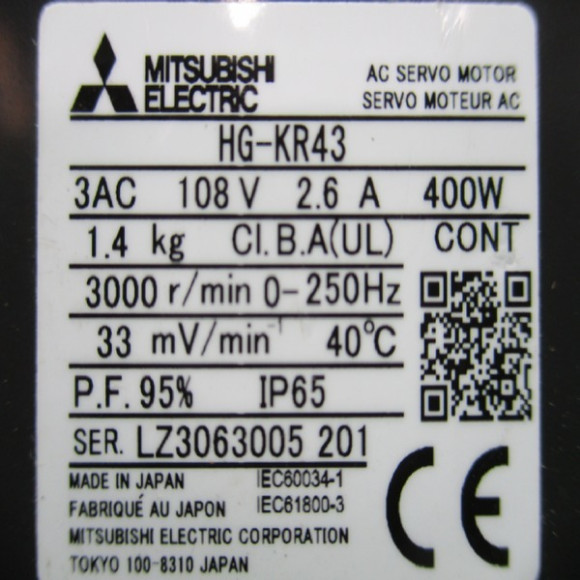 MITSUBISHI
ELECTRIC
AC SERVO MOTOR
SERVO MOTEUR AC
HG-KR43
3AC 108 V 2.6 A 400W
1.4 kg Cl.B.A(UL) CONT
3000 r/min 0-250Hz
33 mV/min⁻¹ 40℃
P.F. 95% IP65
SER. LZ3063005 201
MADE IN JAPAN IEC60034-1
FABRIQUÉ AU JAPON IEC61800-3
MITSUBISHI ELECTRIC CORPORATION
TOKYO 100-8310 JAPAN
CE